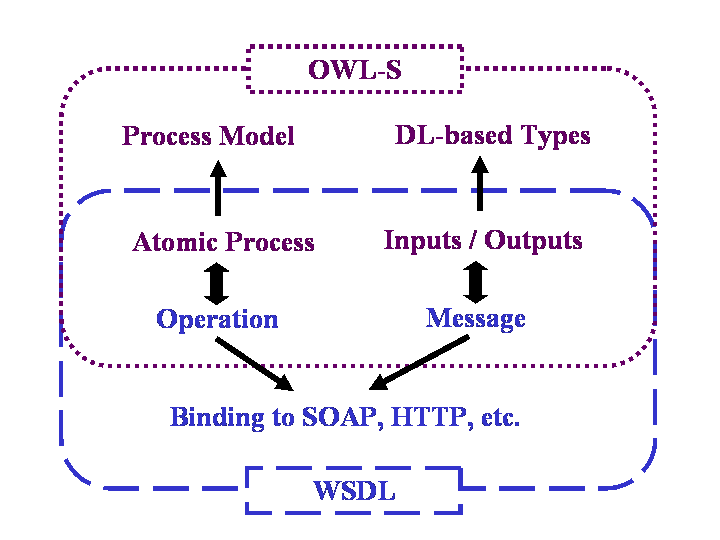 OWL-S
Process Model
DL-based Types
Atomic Process
Inputs / Outputs
Operation
Message
Binding to SOAP, HTTP, etc.
WSDL